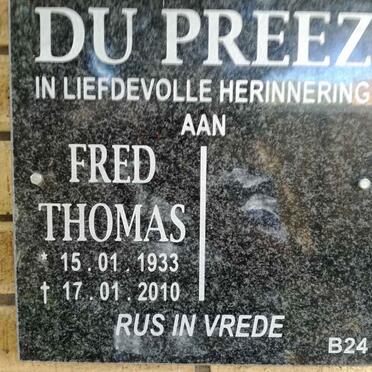 DU PREEZ
IN LIEFDEVOLLE HERINNERING
AAN
FRED
THOMAS
* 15 . 01 . 1933
† 17 . 01 . 2010
RUS IN VREDE
B24